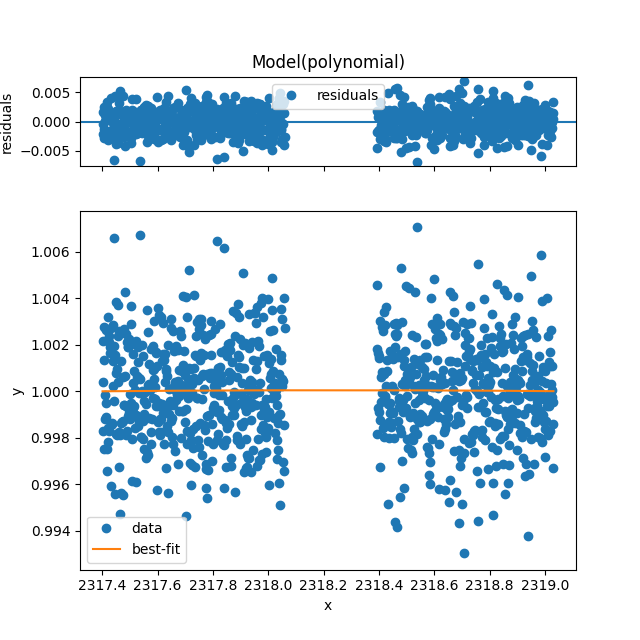 Model(polynomial)
residuals
0.005
0.000
−0.005
residuals
y
1.006
1.004
1.002
1.000
0.998
0.996
0.994
data
best-fit
2317.4 2317.6 2317.8 2318.0 2318.2 2318.4 2318.6 2318.8 2319.0
x